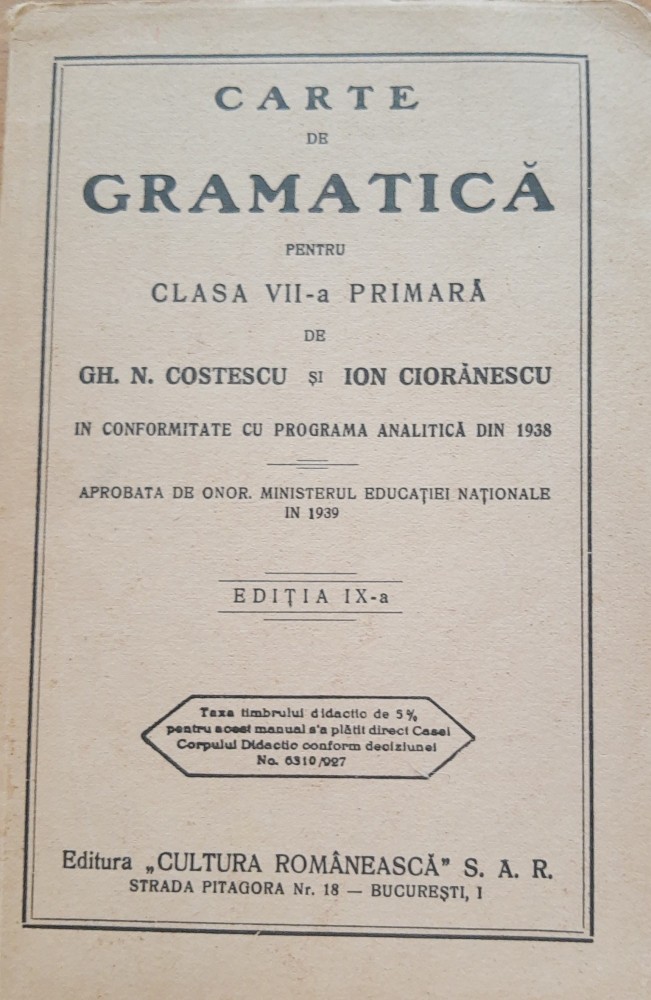 CARTE
DE
GRAMATICĂ
PENTRU
CLASA VII-a PRIMARĂ
DE
GH. N. COSTESCU ȘI ION CIORĂNESCU
IN CONFORMITATE CU PROGRAMA ANALITICĂ DIN 1938
APROBATA DE ONOR. MINISTERUL EDUCAȚIEI NAȚIONALE
IN 1939
EDIȚIA IX-a
Taxa timbrului didactic de 5%
pentru acest manual s'a plătit direct Casei
Corpului Didactic conform deciziunei
No. 6310/927
Editura „CULTURA ROMÂNEASCĂ” S. A. R.
STRADA PITAGORA Nr. 18 — BUCUREȘTI, I